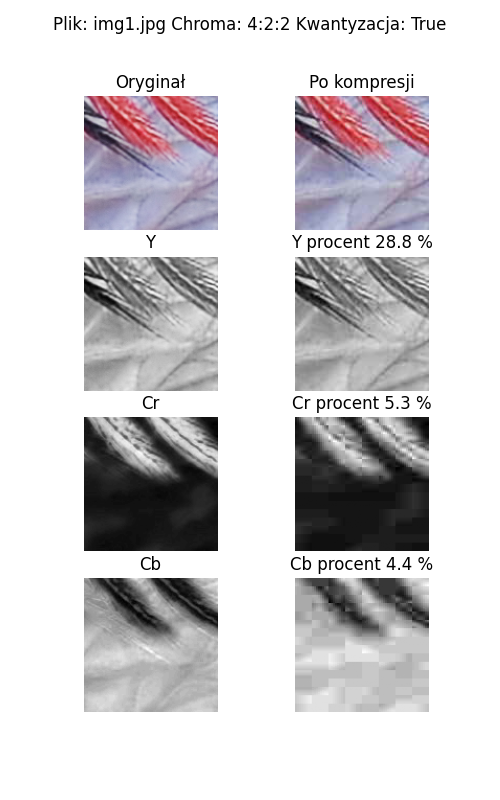 Plik: img1.jpg Chroma: 4:2:2 Kwantyzacja: True
Oryginał
Po kompresji
Y
Y procent 28.8 %
Cr
Cr procent 5.3 %
Cb
Cb procent 4.4 %